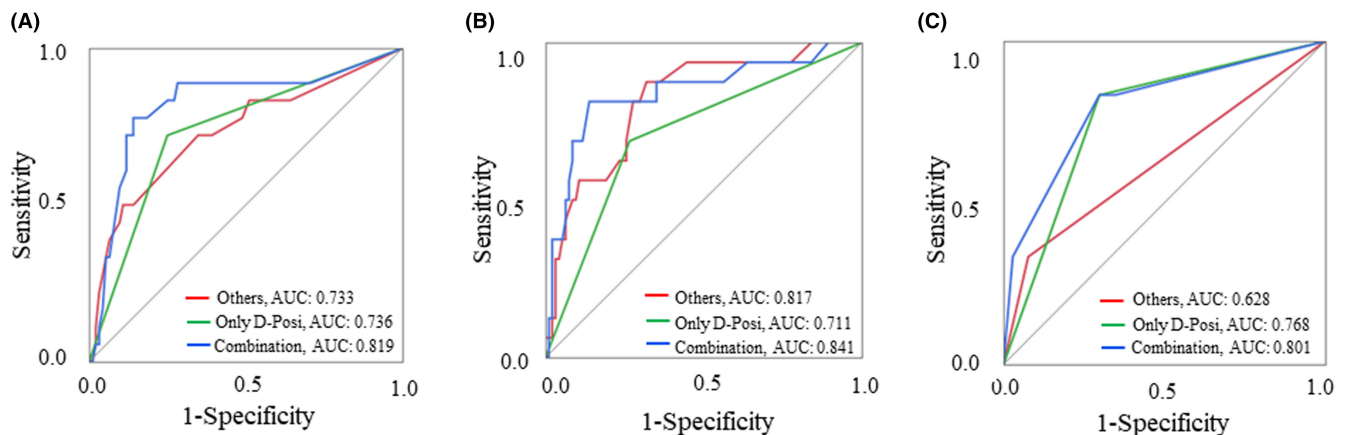 (A)
1.0
Sensitivity
0.5
0.0
Others, AUC: 0.733
Only D-Posi, AUC: 0.736
Combination, AUC: 0.819
0.0
0.5
1.0
1-Specificity
(B)
1.0
Sensitivity
0.5
0.0
Others, AUC: 0.817
Only D-Posi, AUC: 0.711
Combination, AUC: 0.841
0.0
0.5
1.0
1-Specificity
(C)
1.0
Sensitivity
0.5
0.0
Others, AUC: 0.628
Only D-Posi, AUC: 0.768
Combination, AUC: 0.801
0.0
0.5
1.0
1-Specificity